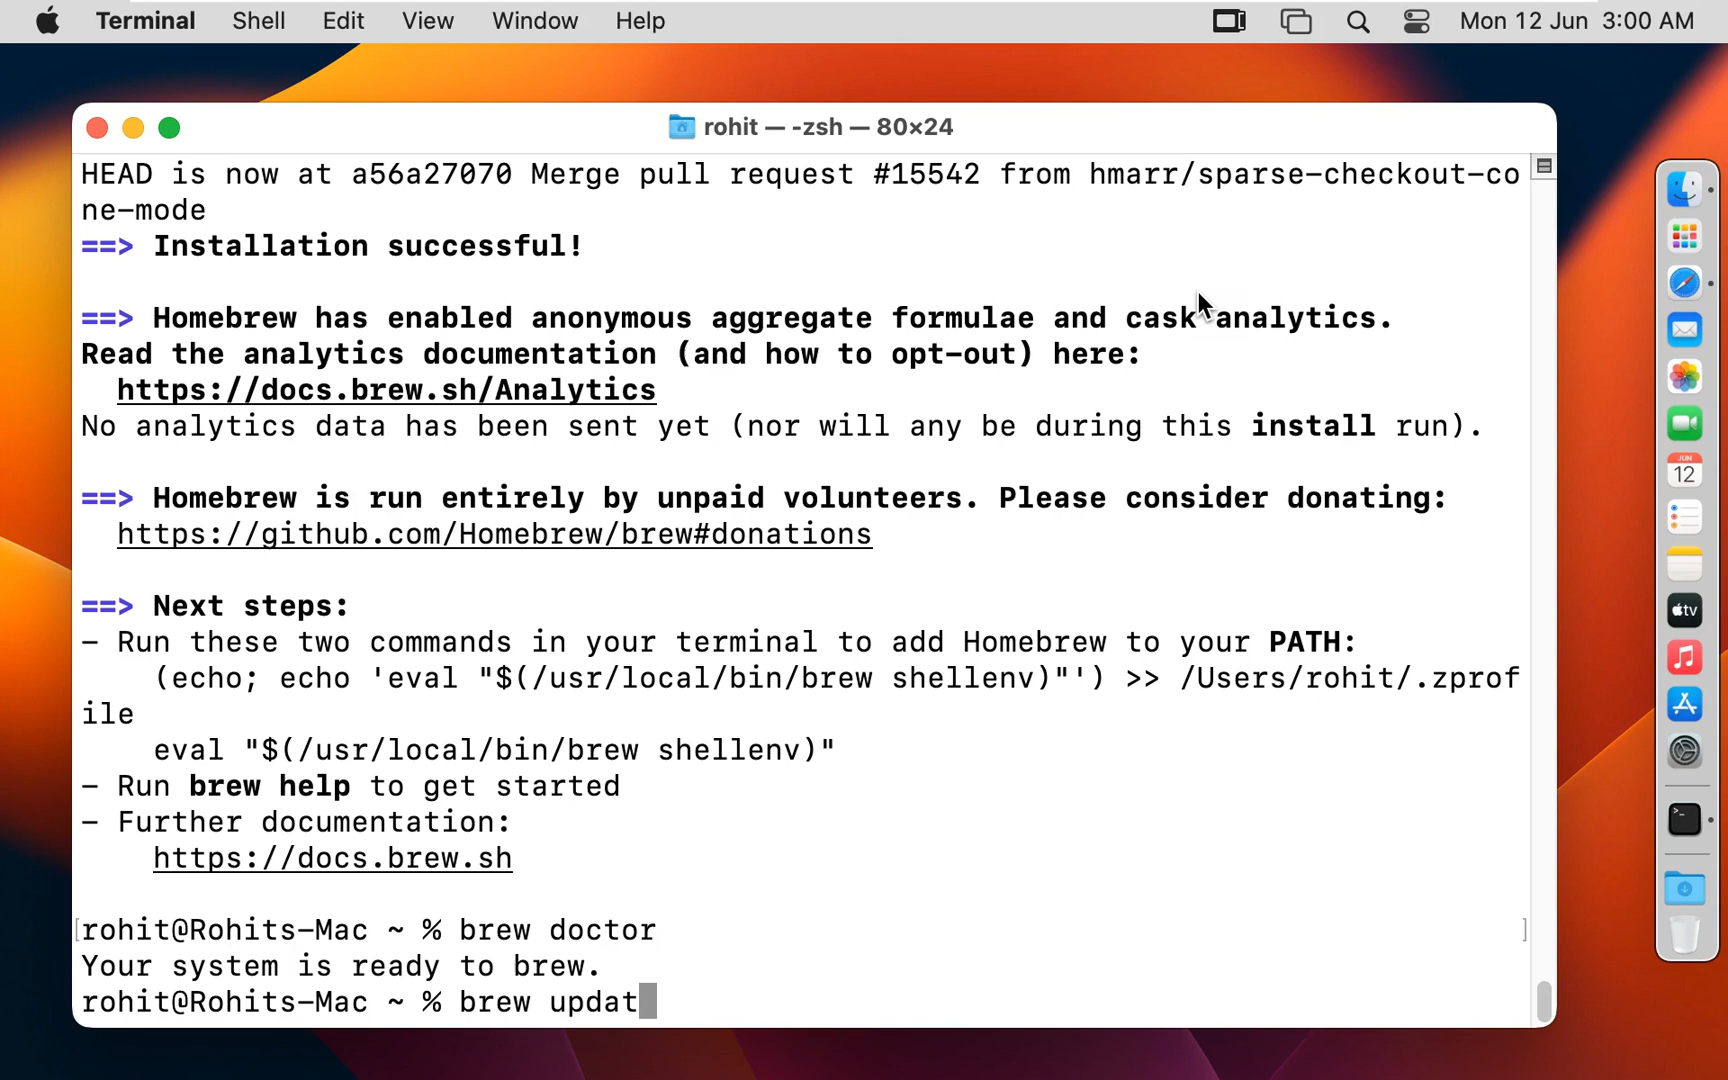 Terminal Shell Edit View Window Help Mon 12 Jun 3:00 AM
rohit — -zsh — 80×24
HEAD is now at a56a27070 Merge pull request #15542 from hmarr/sparse-checkout-co
ne-mode
==> Installation successful!
==> Homebrew has enabled anonymous aggregate formulae and cask analytics.
Read the analytics documentation (and how to opt-out) here:
https://docs.brew.sh/Analytics
No analytics data has been sent yet (nor will any be during this install run).
==> Homebrew is run entirely by unpaid volunteers. Please consider donating:
https://github.com/Homebrew/brew#donations
==> Next steps:
- Run these two commands in your terminal to add Homebrew to your PATH:
(echo; echo 'eval "$(/usr/local/bin/brew shellenv)"') >> /Users/rohit/.zprof
ile
eval "$(/usr/local/bin/brew shellenv)"
- Run brew help to get started
- Further documentation:
https://docs.brew.sh
[rohit@Rohits-Mac ~ % brew doctor ]
Your system is ready to brew.
rohit@Rohits-Mac ~ % brew updat
JUN
12
tv
>_